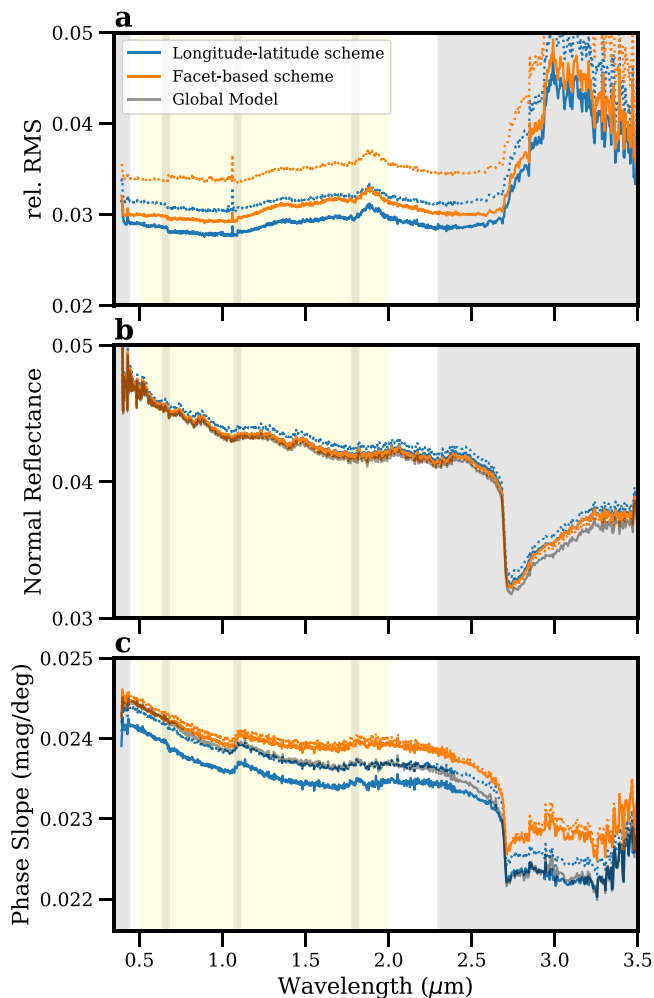 a
0.05
0.04
0.03
0.02
rel. RMS
Longitude-latitude scheme
Facet-based scheme
Global Model
b
0.05
0.04
0.03
Normal Reflectance
c
0.025
0.024
0.023
0.022
Phase Slope (mag/deg)
0.5 1.0 1.5 2.0 2.5 3.0 3.5
Wavelength (μm)